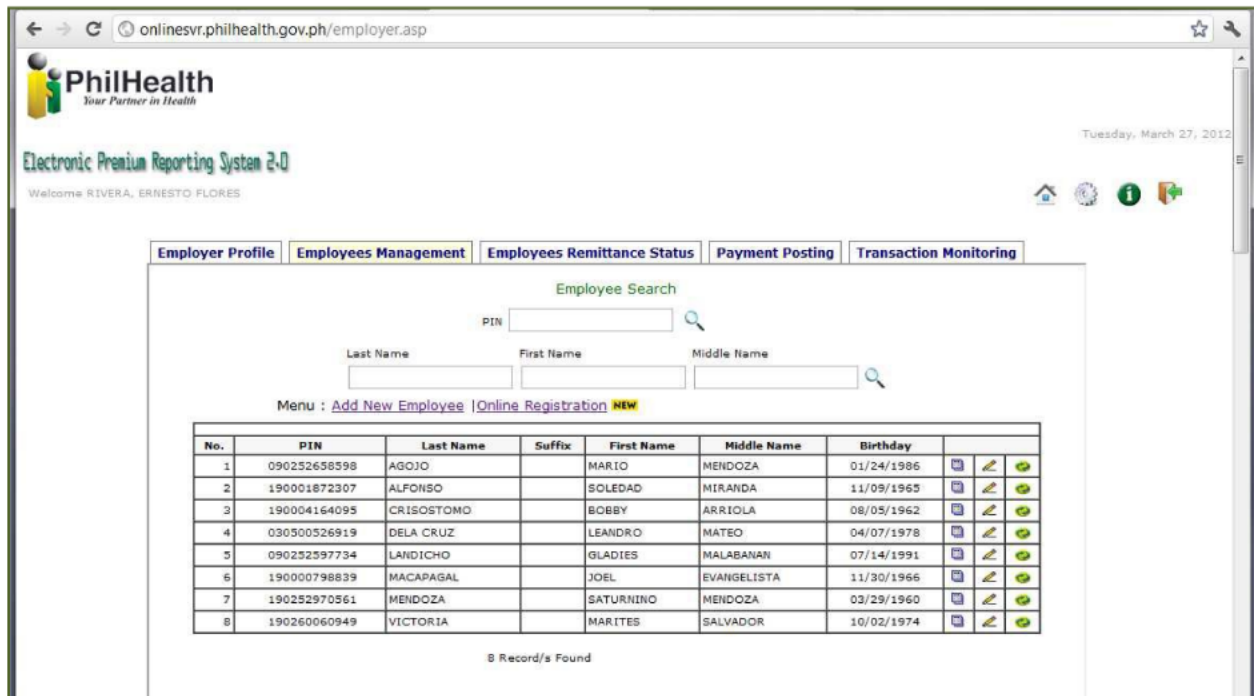 onlinesvr.philhealth.gov.ph/employer.asp
PhilHealth
Your Partner in Health
Tuesday, March 27, 2012
Electronic Premium Reporting System 2.0
Welcome RIVERA, ERNESTO FLORES
Employer Profile Employees Management Employees Remittance Status Payment Posting Transaction Monitoring
Employee Search
PIN
Last Name First Name Middle Name
Menu : Add New Employee |Online Registration NEW
No. PIN Last Name Suffix First Name Middle Name Birthday
1 090252658598 AGOJO MARIO MENDOZA 01/24/1986
2 190001872307 ALFONSO SOLEDAD MIRANDA 11/09/1965
3 190004164095 CRISOSTOMO BOBBY ARRIOLA 08/05/1962
4 030500526919 DELA CRUZ LEANDRO MATEO 04/07/1978
5 090252597734 LANDICHO GLADIES MALABANAN 07/14/1991
6 190000798839 MACAPAGAL JOEL EVANGELISTA 11/30/1966
7 190252970561 MENDOZA SATURNINO MENDOZA 03/29/1960
8 190260060949 VICTORIA MARITES SALVADOR 10/02/1974
8 Record/s Found